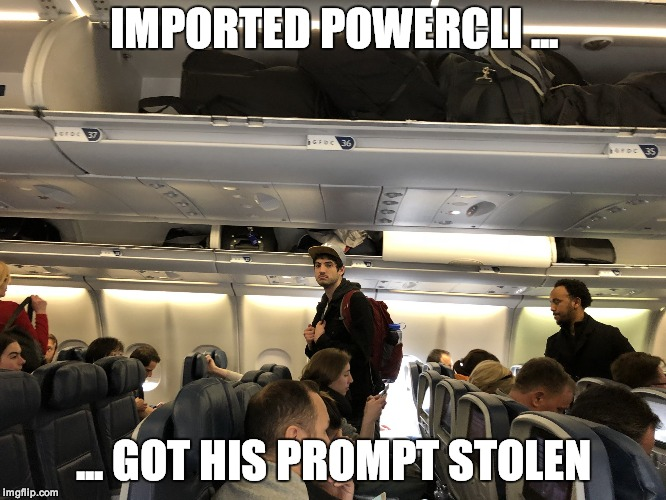 IMPORTED POWERCLI ...
37
36
35
... GOT HIS PROMPT STOLEN
imgflip.com